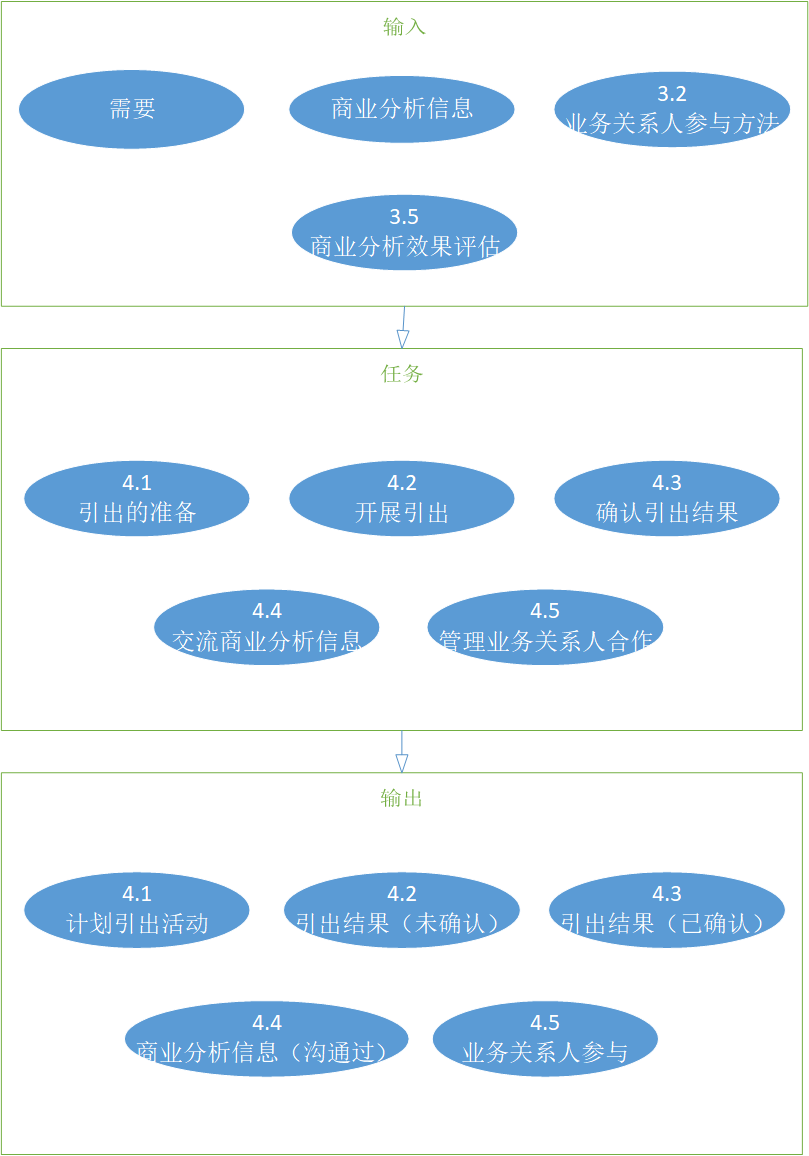 输入
需要
商业分析信息
3.2
业务关系人参与方法
3.5
商业分析效果评估
任务
4.1
引出的准备
4.2
开展引出
4.3
确认引出结果
4.4
交流商业分析信息
4.5
管理业务关系人合作
输出
4.1
计划引出活动
4.2
引出结果（未确认）
4.3
引出结果（已确认）
4.4
商业分析信息（沟通过）
4.5
业务关系人参与